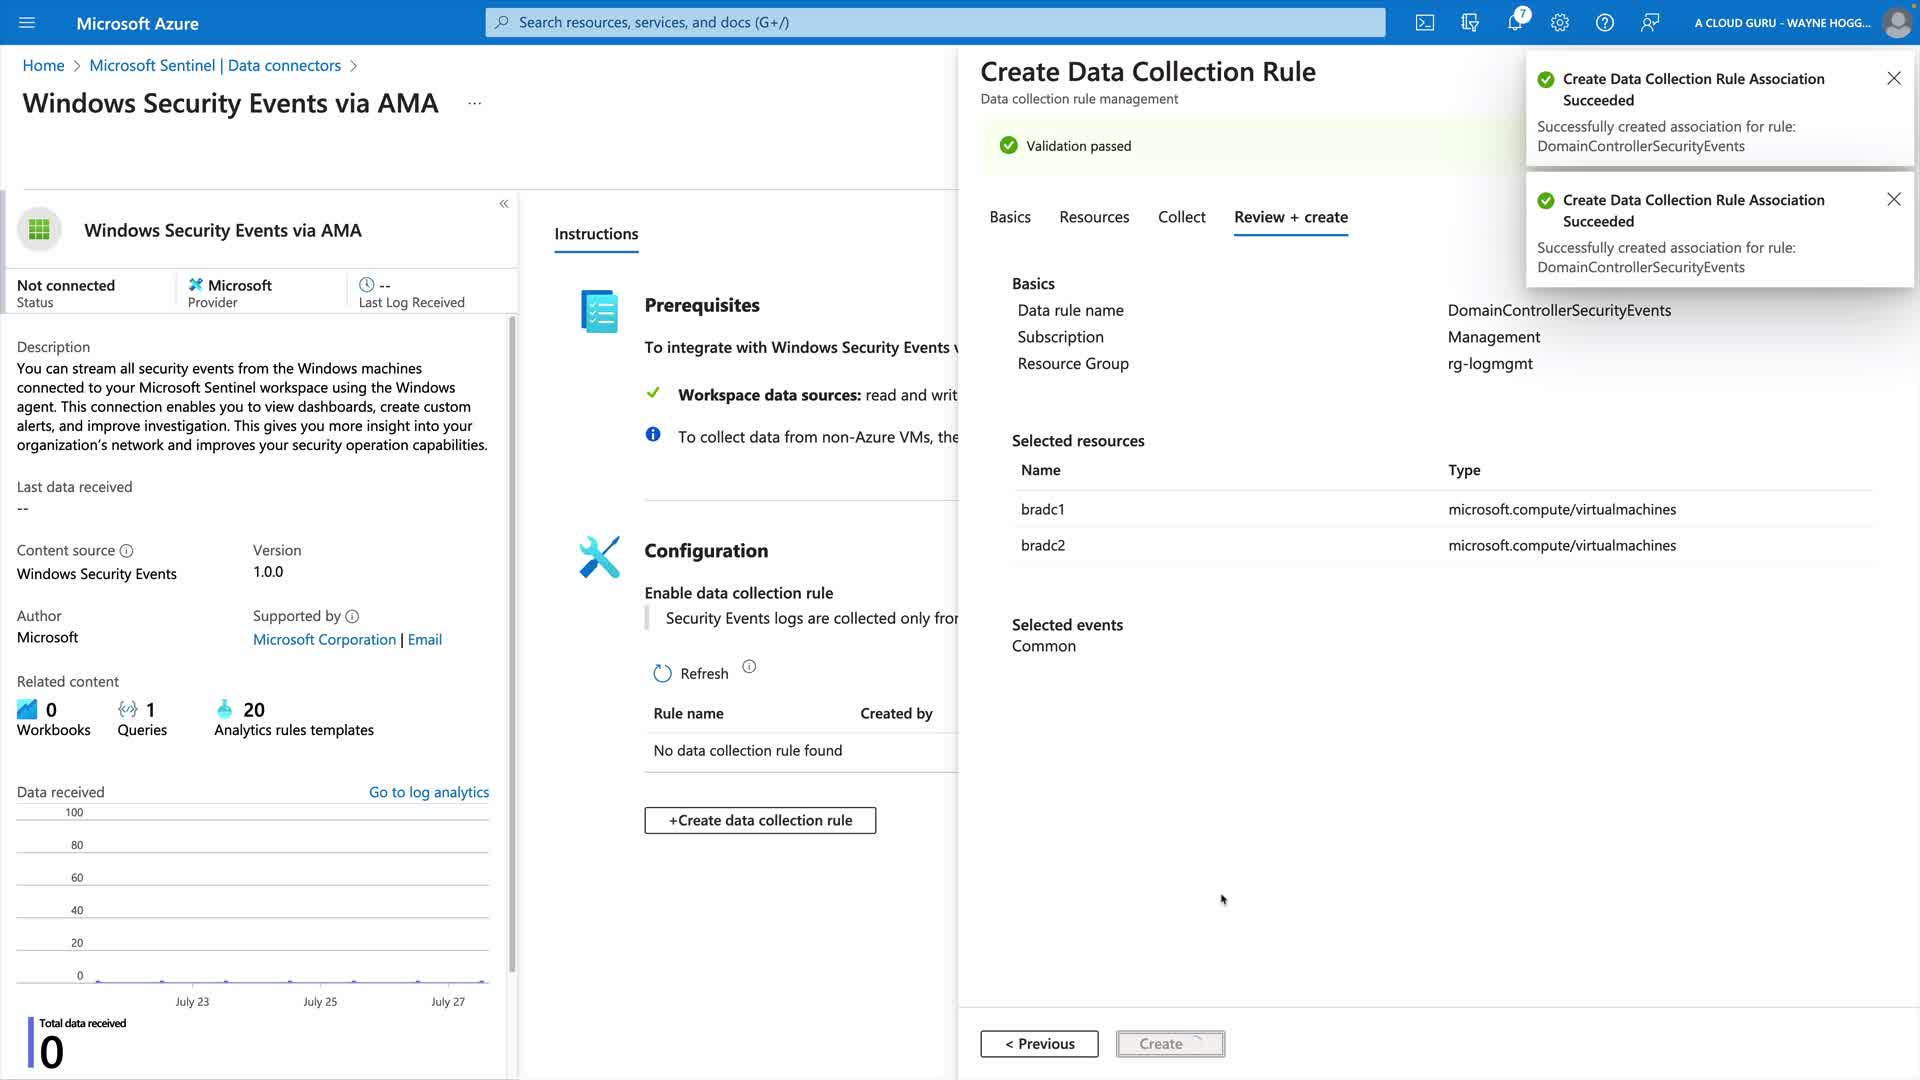 Microsoft Azure
Search resources, services, and docs (G+/)
7
A CLOUD GURU - WAYNE HOGG...
Home > Microsoft Sentinel | Data connectors >
Windows Security Events via AMA ...
Windows Security Events via AMA
Not connected
Status
Microsoft
Provider
--
Last Log Received
Description
You can stream all security events from the Windows machines
connected to your Microsoft Sentinel workspace using the Windows
agent. This connection enables you to view dashboards, create custom
alerts, and improve investigation. This gives you more insight into your
organization's network and improves your security operation capabilities.
Last data received
--
Content source
Windows Security Events
Version
1.0.0
Author
Microsoft
Supported by
Microsoft Corporation | Email
Related content
0
Workbooks
1
Queries
20
Analytics rules templates
Data received
Go to log analytics
100
80
60
40
20
0
July 23
July 25
July 27
Total data received
0
Instructions
Prerequisites
To integrate with Windows Security Events v
Workspace data sources: read and writ
To collect data from non-Azure VMs, the
Configuration
Enable data collection rule
Security Events logs are collected only from
Refresh
Rule name
Created by
No data collection rule found
+Create data collection rule
Create Data Collection Rule
Data collection rule management
Validation passed
Basics
Resources
Collect
Review + create
Basics
Data rule name
DomainControllerSecurityEvents
Subscription
Management
Resource Group
rg-logmgmt
Selected resources
Name
Type
bradc1
microsoft.compute/virtualmachines
bradc2
microsoft.compute/virtualmachines
Selected events
Common
< Previous
Create
Create Data Collection Rule Association
Succeeded
Successfully created association for rule:
DomainControllerSecurityEvents
Create Data Collection Rule Association
Succeeded
Successfully created association for rule:
DomainControllerSecurityEvents